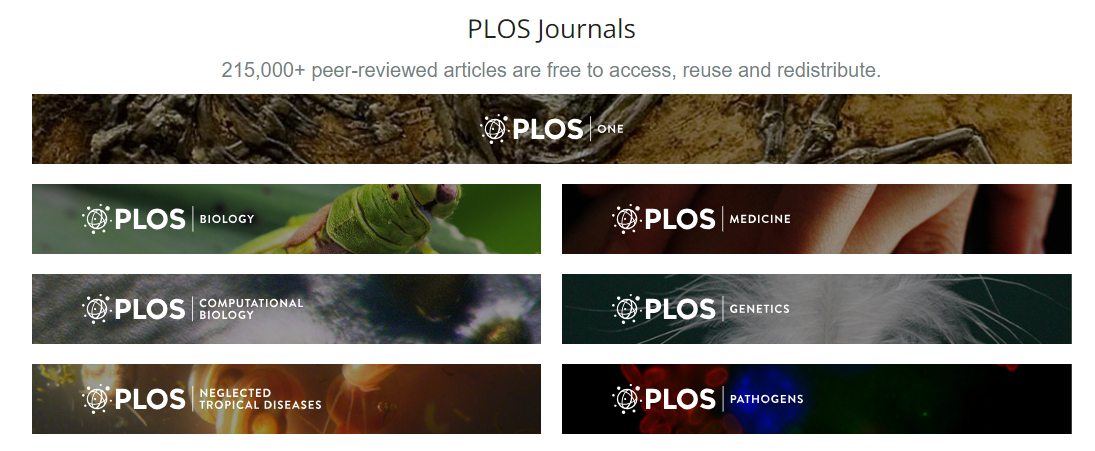 PLOS Journals
215,000+ peer-reviewed articles are free to access, reuse and redistribute.
PLOS ONE
PLOS BIOLOGY
PLOS MEDICINE
PLOS COMPUTATIONAL
BIOLOGY
PLOS GENETICS
PLOS NEGLECTED
TROPICAL DISEASES
PLOS PATHOGENS